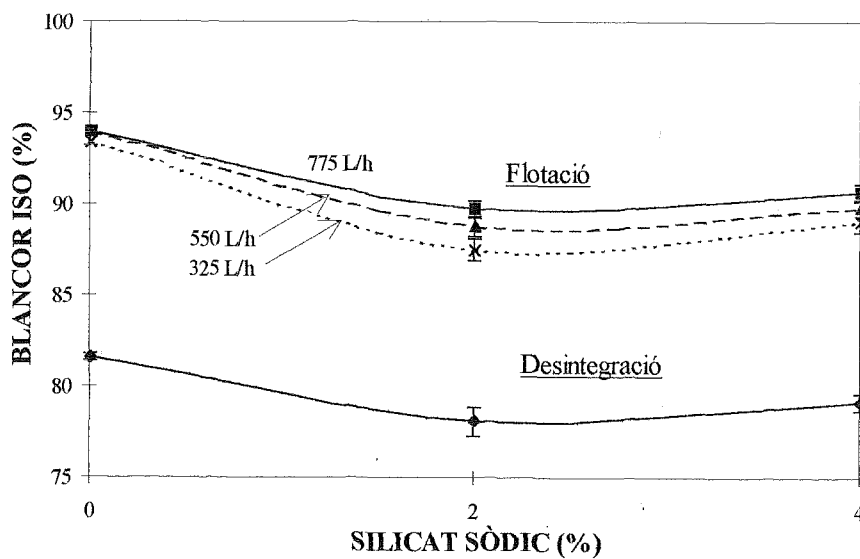 100
95
90
85
80
75
BLANCOR ISO (%)
775 L/h
Flotació
550 L/h
325 L/h
Desintegració
0
2
4
SILICAT SÒDIC (%)